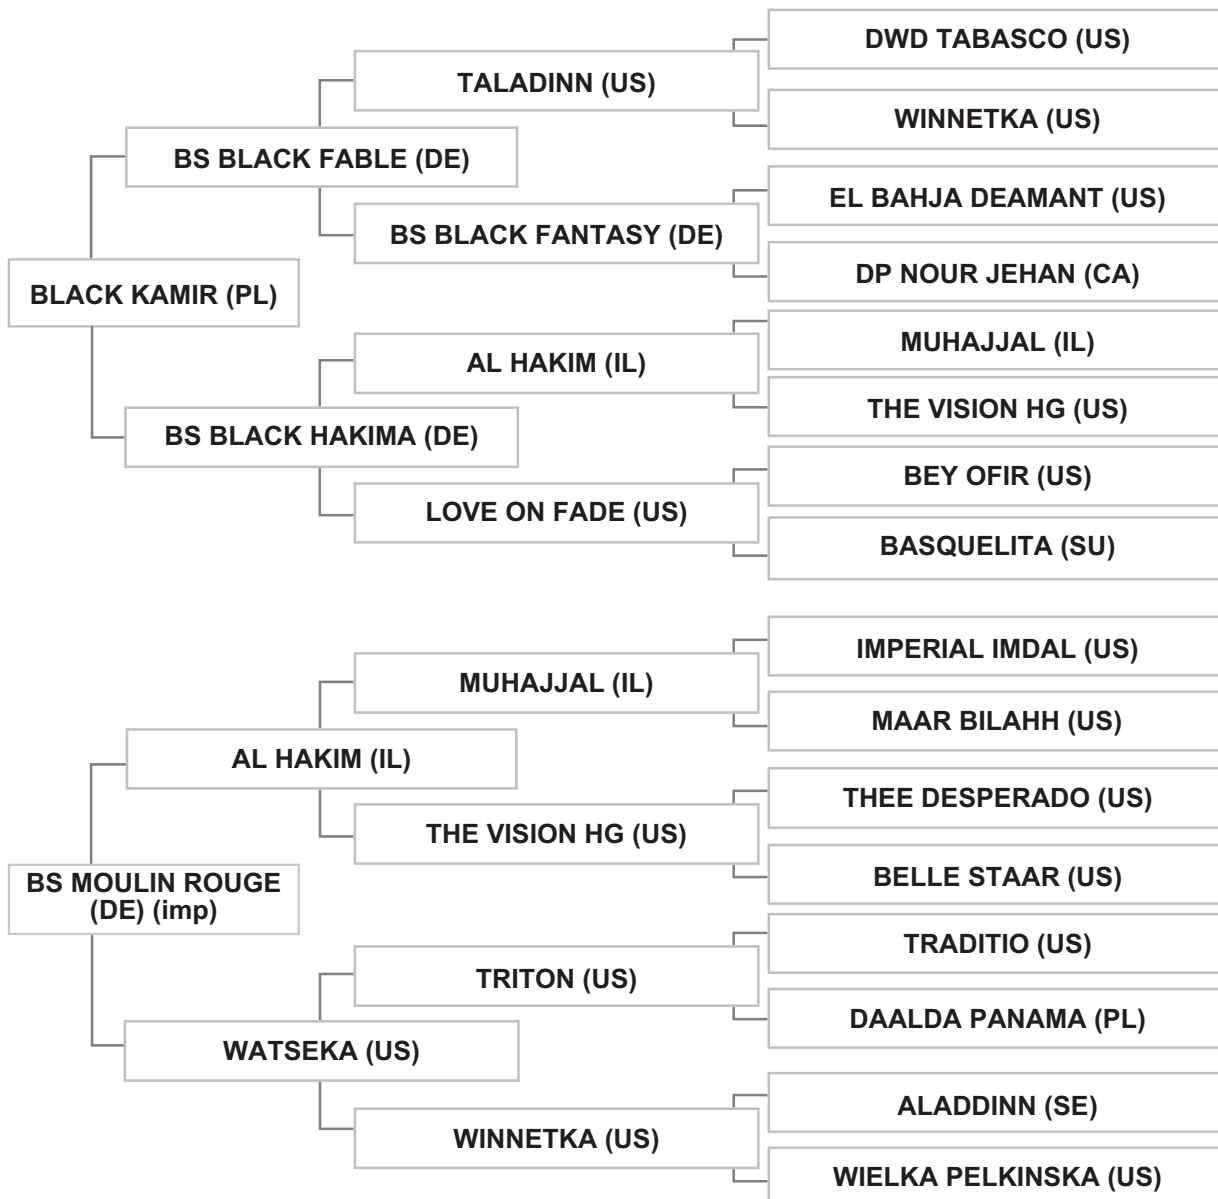 DWD TABASCO (US)
TALADINN (US)
WINNETKA (US)
BS BLACK FABLE (DE)
EL BAHJA DEAMANT (US)
BS BLACK FANTASY (DE)
DP NOUR JEHAN (CA)
BLACK KAMIR (PL)
MUHAJJAL (IL)
AL HAKIM (IL)
THE VISION HG (US)
BS BLACK HAKIMA (DE)
BEY OFIR (US)
LOVE ON FADE (US)
BASQUELITA (SU)
IMPERIAL IMDAL (US)
MUHAJJAL (IL)
MAAR BILAHH (US)
AL HAKIM (IL)
THEE DESPERADO (US)
THE VISION HG (US)
BELLE STAAR (US)
BS MOULIN ROUGE
(DE) (imp)
TRADITIO (US)
TRITON (US)
DAALDA PANAMA (PL)
WATSEKA (US)
ALADDINN (SE)
WINNETKA (US)
WIELKA PELKINSKA (US)